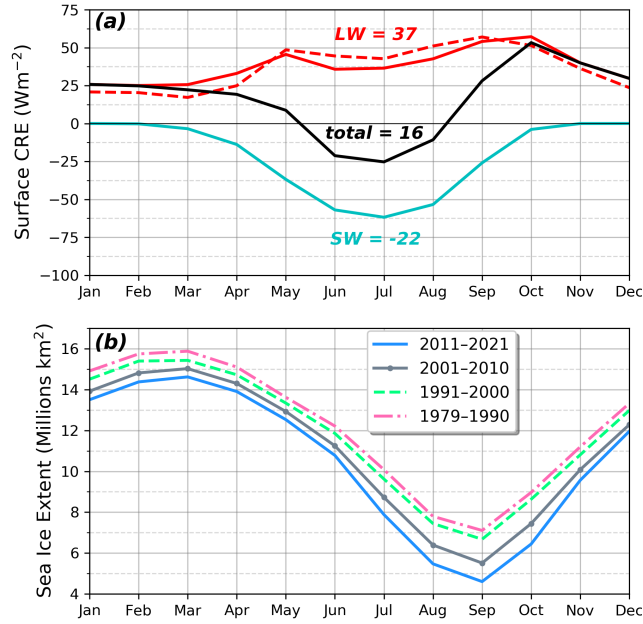 (a)
LW = 37
total = 16
SW = -22
Surface CRE (Wm⁻²)
75
50
25
0
−25
−50
−75
−100
Jan Feb Mar Apr May Jun Jul Aug Sep Oct Nov Dec
(b)
2011–2021
2001–2010
1991–2000
1979–1990
Sea Ice Extent (Millions km²)
16
14
12
10
8
6
4
Jan Feb Mar Apr May Jun Jul Aug Sep Oct Nov Dec